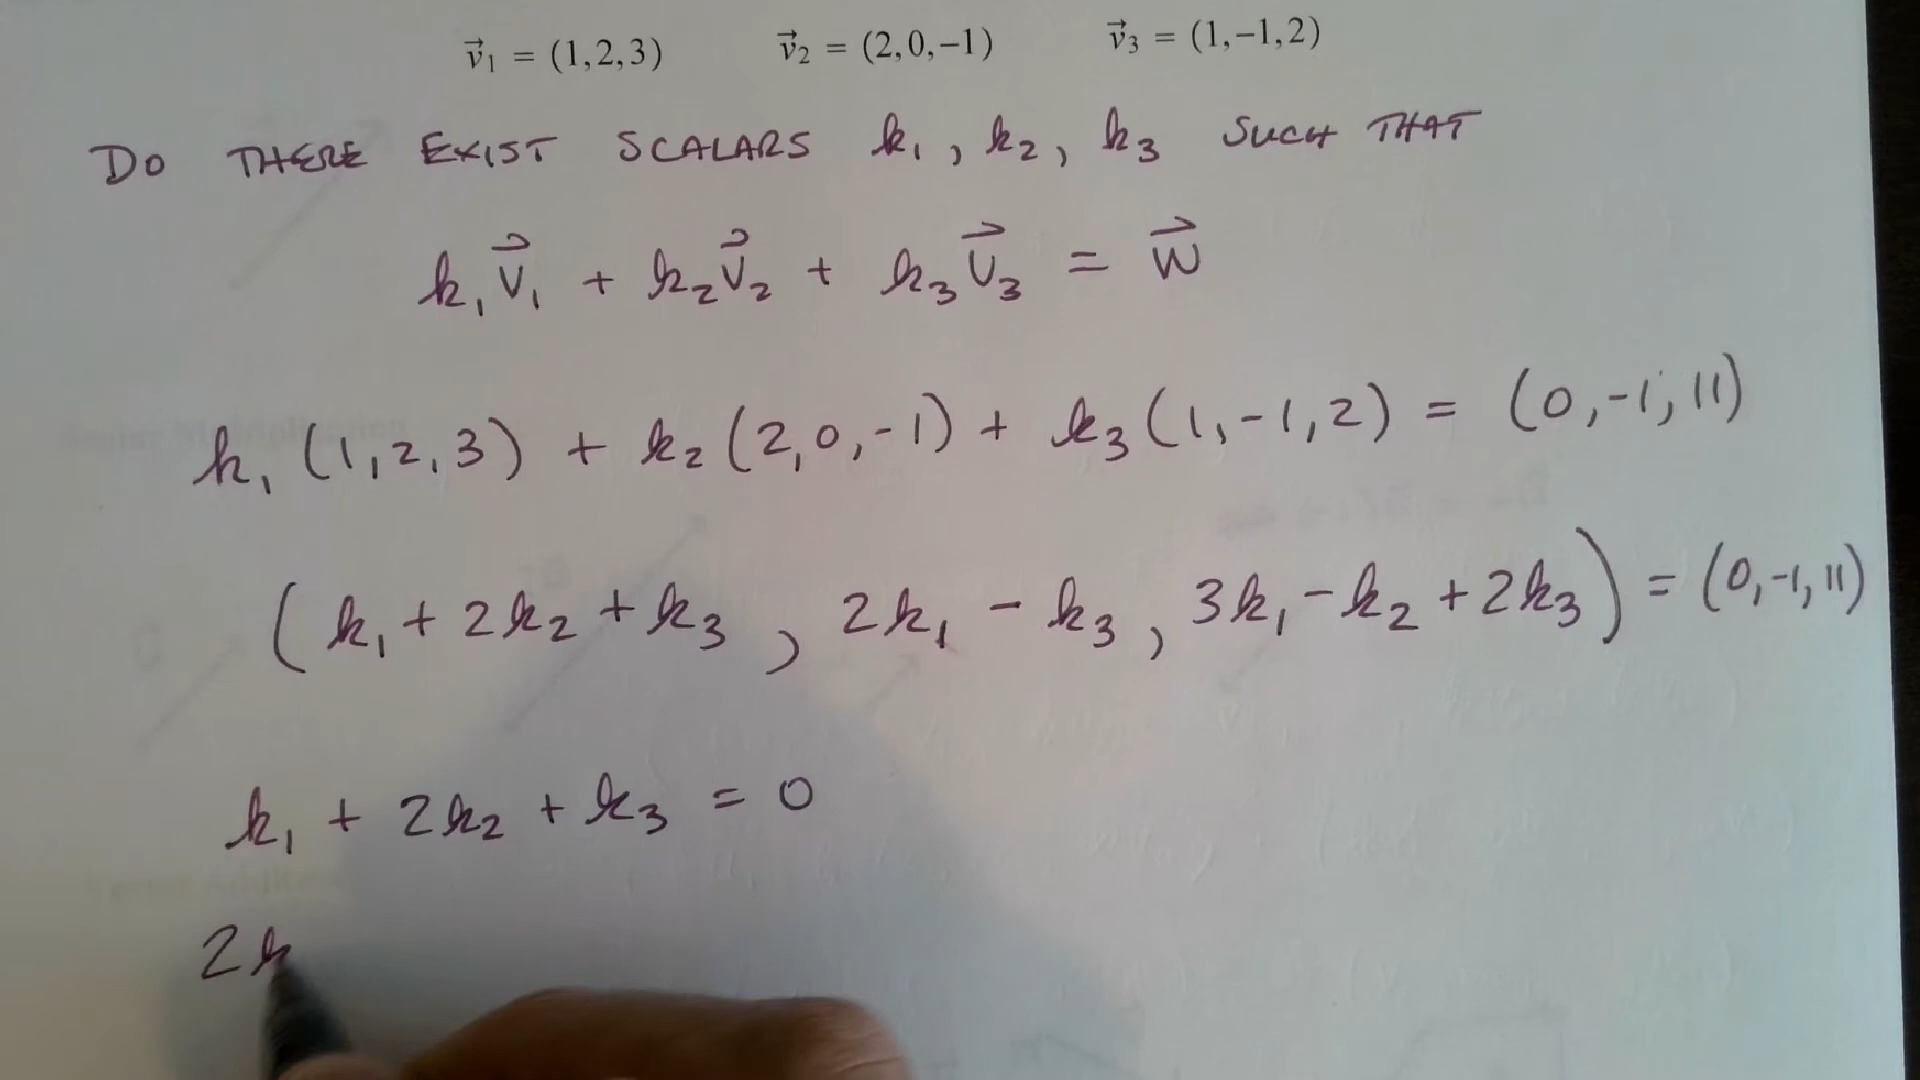 v⃗₁ = (1,2,3) v⃗₂ = (2,0,−1) v⃗₃ = (1,−1,2)
DO THERE EXIST SCALARS k₁, k₂, k₃ SUCH THAT
k₁v⃗₁ + k₂v⃗₂ + k₃v⃗₃ = w⃗
k₁(1,2,3) + k₂(2,0,-1) + k₃(1,-1,2) = (0,-1,11)
(k₁ + 2k₂ + k₃, 2k₁ - k₃, 3k₁ - k₂ + 2k₃) = (0,-1,11)
k₁ + 2k₂ + k₃ = 0
2k